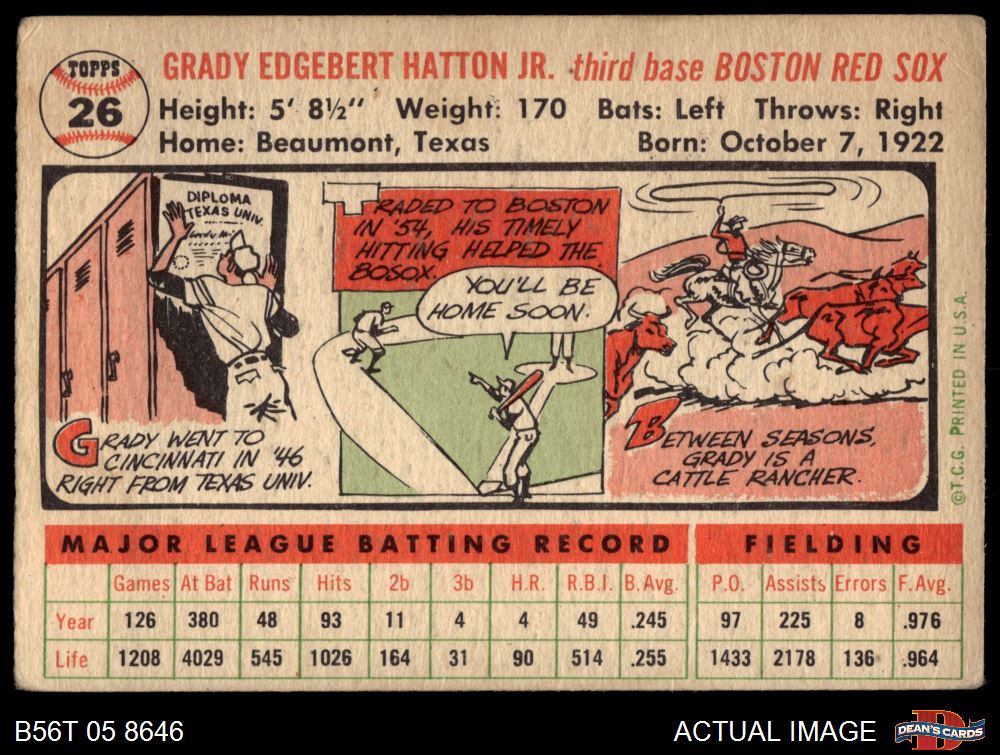 TOPPS
26
GRADY EDGEBERT HATTON JR. third base BOSTON RED SOX
Height: 5' 8½" Weight: 170 Bats: Left Throws: Right
Home: Beaumont, Texas Born: October 7, 1922
DIPLOMA
TEXAS UNIV.
GRADY WENT TO
CINCINNATI IN '46
RIGHT FROM TEXAS UNIV.
TRADED TO BOSTON
IN '54, HIS TIMELY
HITTING HELPED THE
BOSOX.
YOU'LL BE
HOME SOON.
BETWEEN SEASONS,
GRADY IS A
CATTLE RANCHER.
©T.C.G. PRINTED IN U.S.A.
MAJOR LEAGUE BATTING RECORD FIELDING
Games At Bat Runs Hits 2b 3b H.R. R.B.I. B. Avg. P.O. Assists Errors F. Avg.
Year 126 380 48 93 11 4 4 49 .245 97 225 8 .976
Life 1208 4029 545 1026 164 31 90 514 .255 1433 2178 136 .964
B56T 05 8646 ACTUAL IMAGE
DEAN'S CARDS